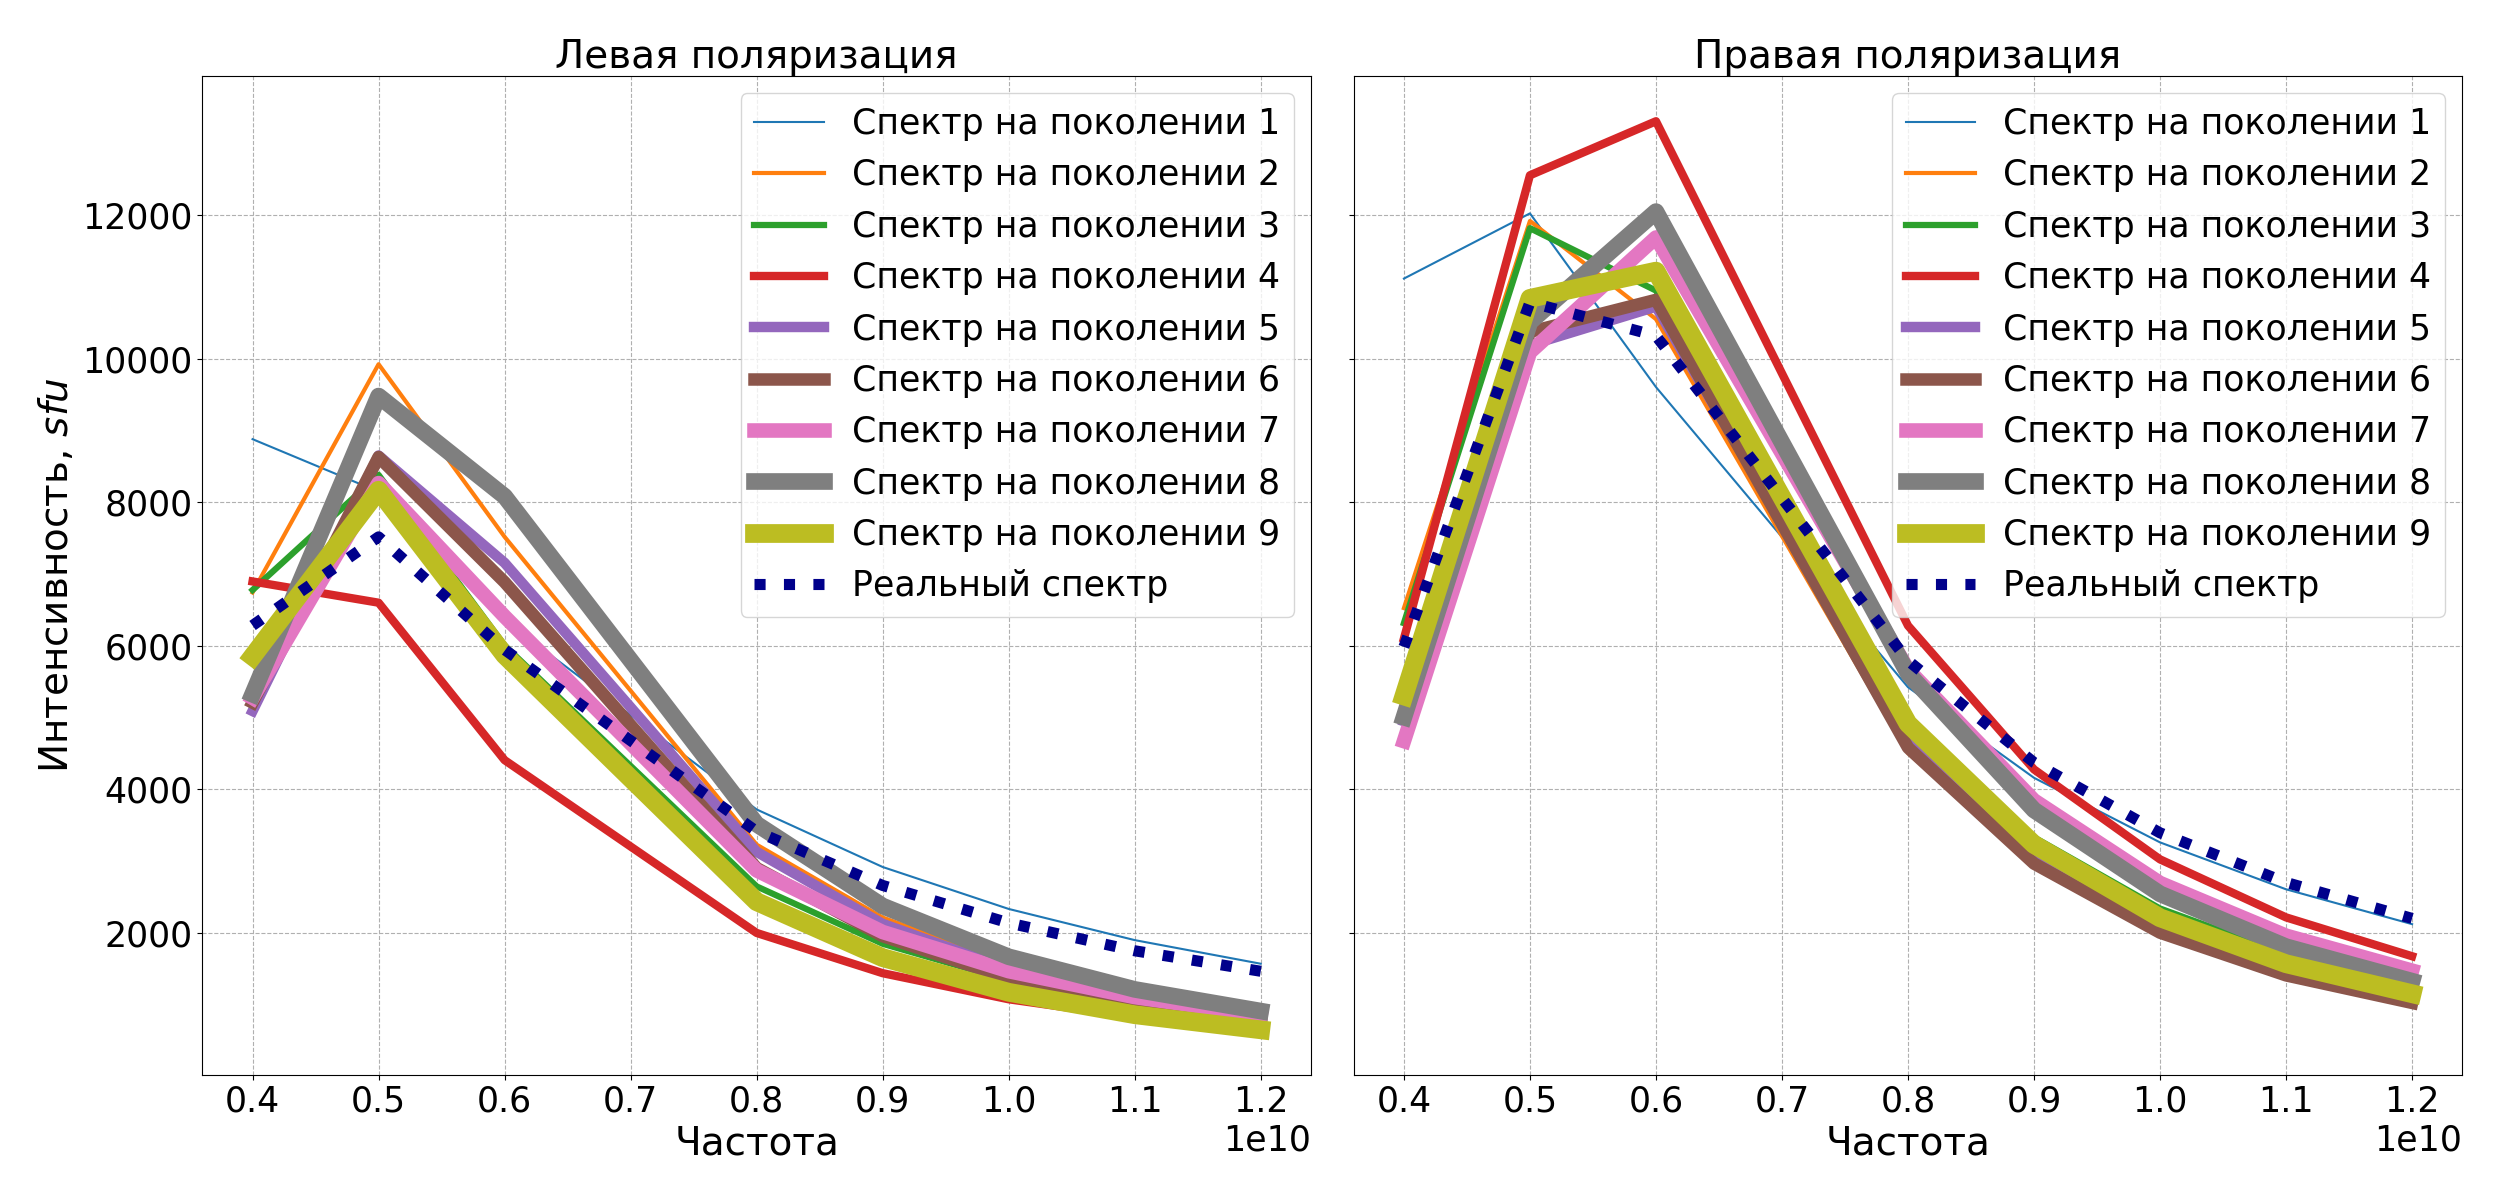 Левая поляризация
Интенсивность, sfu
12000
10000
8000
6000
4000
2000
Спектр на поколении 1
Спектр на поколении 2
Спектр на поколении 3
Спектр на поколении 4
Спектр на поколении 5
Спектр на поколении 6
Спектр на поколении 7
Спектр на поколении 8
Спектр на поколении 9
Реальный спектр
0.4 0.5 0.6 0.7 0.8 0.9 1.0 1.1 1.2
1e10
Частота
Правая поляризация
Спектр на поколении 1
Спектр на поколении 2
Спектр на поколении 3
Спектр на поколении 4
Спектр на поколении 5
Спектр на поколении 6
Спектр на поколении 7
Спектр на поколении 8
Спектр на поколении 9
Реальный спектр
0.4 0.5 0.6 0.7 0.8 0.9 1.0 1.1 1.2
1e10
Частота